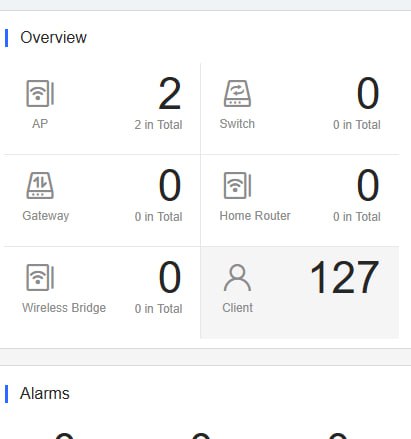 Overview
2
AP
2 in Total
0
Switch
0 in Total
0
Gateway
0 in Total
0
Home Router
0 in Total
0
Wireless Bridge
0 in Total
127
Client
Alarms